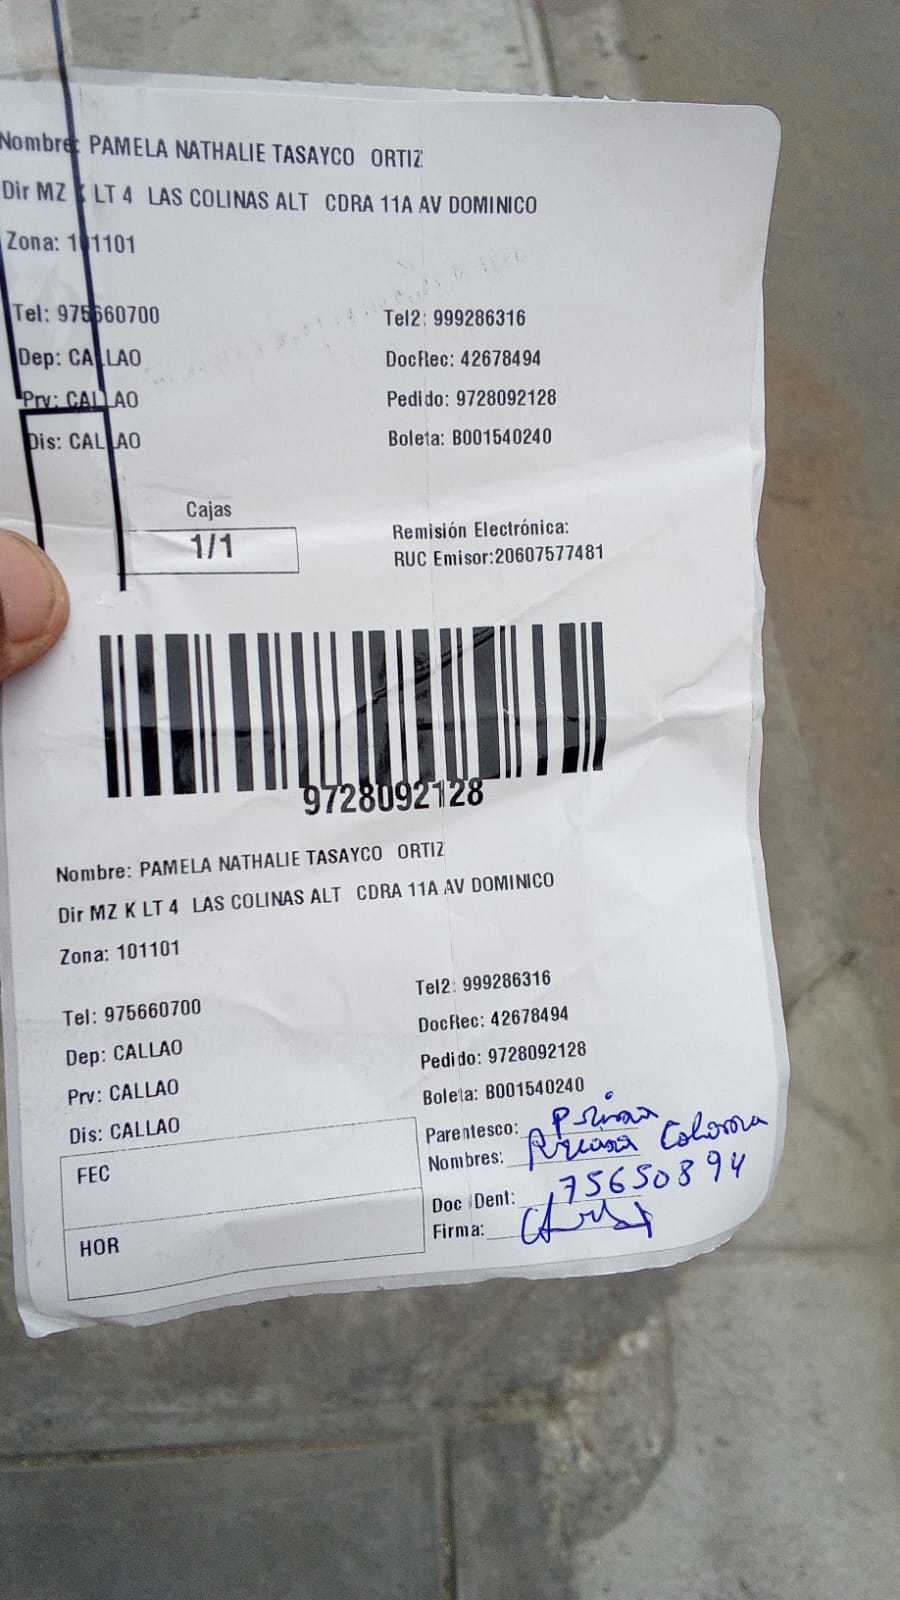 Nombre: PAMELA NATHALIE TASAYCO ORTIZ
Dir MZ K LT 4 LAS COLINAS ALT CDRA 11A AV DOMINICO
Zona: 101101
Tel: 975660700 Tel2: 999286316
Dep: CALLAO DocRec: 42678494
Prv: CALLAO Pedido: 9728092128
Dis: CALLAO Boleta: B001540240
Cajas
1/1
Remisión Electrónica:
RUC Emisor:20607577481
9728092128
Nombre: PAMELA NATHALIE TASAYCO ORTIZ
Dir MZ K LT 4 LAS COLINAS ALT CDRA 11A AV DOMINICO
Zona: 101101
Tel: 975660700 Tel2: 999286316
Dep: CALLAO DocRec: 42678494
Prv: CALLAO Pedido: 9728092128
Dis: CALLAO Boleta: B001540240
FEC
HOR
Parentesco:
Nombres:
Doc Ident: 75650894
Firma: